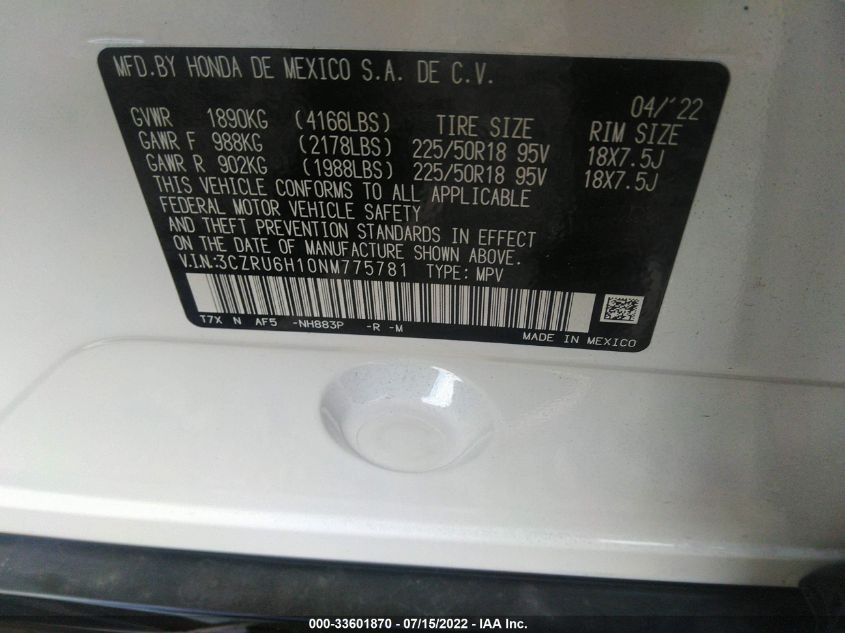 MFD.BY HONDA DE MEXICO S.A. DE C.V.
04/'22
GVWR 1890KG (4166LBS) TIRE SIZE RIM SIZE
GAWR F 988KG (2178LBS) 225/50R18 95V 18X7.5J
GAWR R 902KG (1988LBS) 225/50R18 95V 18X7.5J
THIS VEHICLE CONFORMS TO ALL APPLICABLE
FEDERAL MOTOR VEHICLE SAFETY
AND THEFT PREVENTION STANDARDS IN EFFECT
ON THE DATE OF MANUFACTURE SHOWN ABOVE.
V.I.N:3CZRU6H10NM775781 TYPE: MPV
T7X N AF5 -NH883P -R -M
MADE IN MEXICO
000-33601870 - 07/15/2022 - IAA Inc.